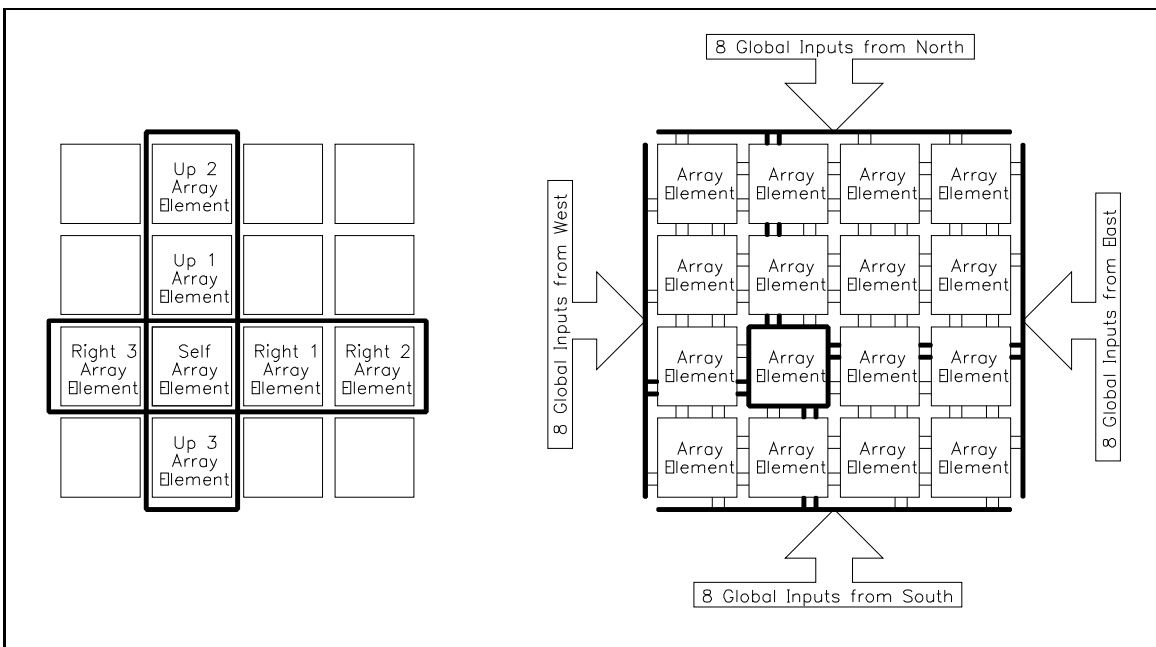 Up 2
Array
Element
Up 1
Array
Element
Right 3
Array
Element
Self
Array
Element
Right 1
Array
Element
Right 2
Array
Element
Up 3
Array
Element
8 Global Inputs from North
8 Global Inputs from West
Array
Element
Array
Element
Array
Element
Array
Element
Array
Element
Array
Element
Array
Element
Array
Element
Array
Element
Array
Element
Array
Element
Array
Element
Array
Element
Array
Element
Array
Element
Array
Element
8 Global Inputs from East
8 Global Inputs from South